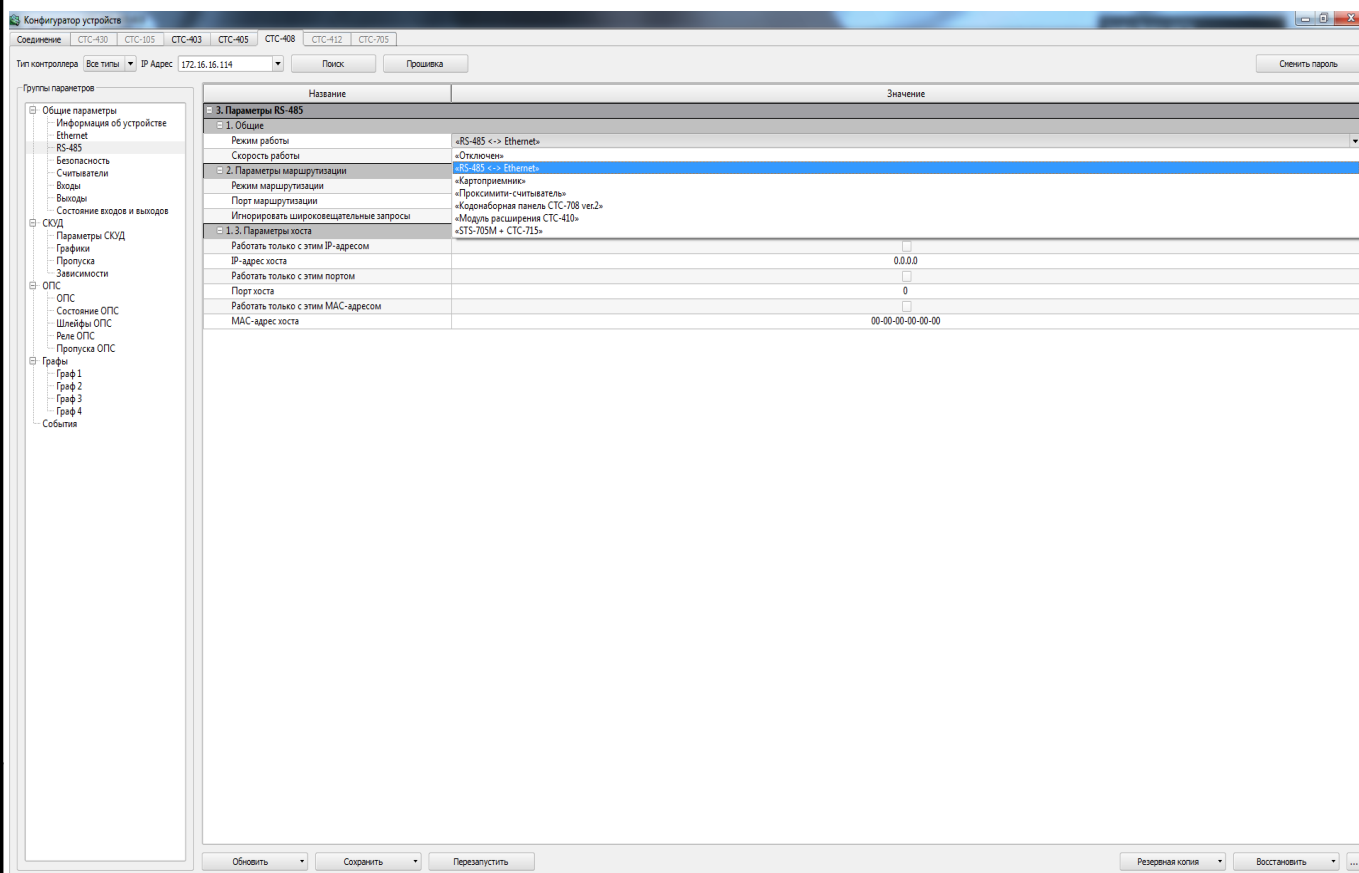 Конфигуратор устройств
Соединение СТС-430 СТС-105 СТС-403 СТС-405 СТС-408 СТС-412 СТС-705
Тип контроллера Все типы IP Адрес 172.16.16.114 Поиск Прошивка Сменить пароль
Группы параметров
Общие параметры
Информация об устройстве
Ethernet
RS-485
Безопасность
Считыватели
Входы
Выходы
Состояние входов и выходов
СКУД
Параметры СКУД
Графики
Пропуска
Зависимости
ОПС
ОПС
Состояние ОПС
Шлейфы ОПС
Реле ОПС
Пропуска ОПС
Графы
Граф 1
Граф 2
Граф 3
Граф 4
События
Название Значение
3. Параметры RS-485
1. Общие
Режим работы «RS-485 <-> Ethernet»
Скорость работы
«Отключен»
«RS-485 <-> Ethernet»
«Картоприемник»
«Проксимити-считыватель»
«Кодонаборная панель СТС-708 ver.2»
«Модуль расширения СТС-410»
«STS-705M + СТС-715»
2. Параметры маршрутизации
Режим маршрутизации
Порт маршрутизации
Игнорировать широковещательные запросы
1.3. Параметры хоста
Работать только с этим IP-адресом
IP-адрес хоста 0.0.0.0
Работать только с этим портом
Порт хоста 0
Работать только с этим МАС-адресом
МАС-адрес хоста 00-00-00-00-00-00
Обновить Сохранить Перезапустить Резервная копия Восстановить ...